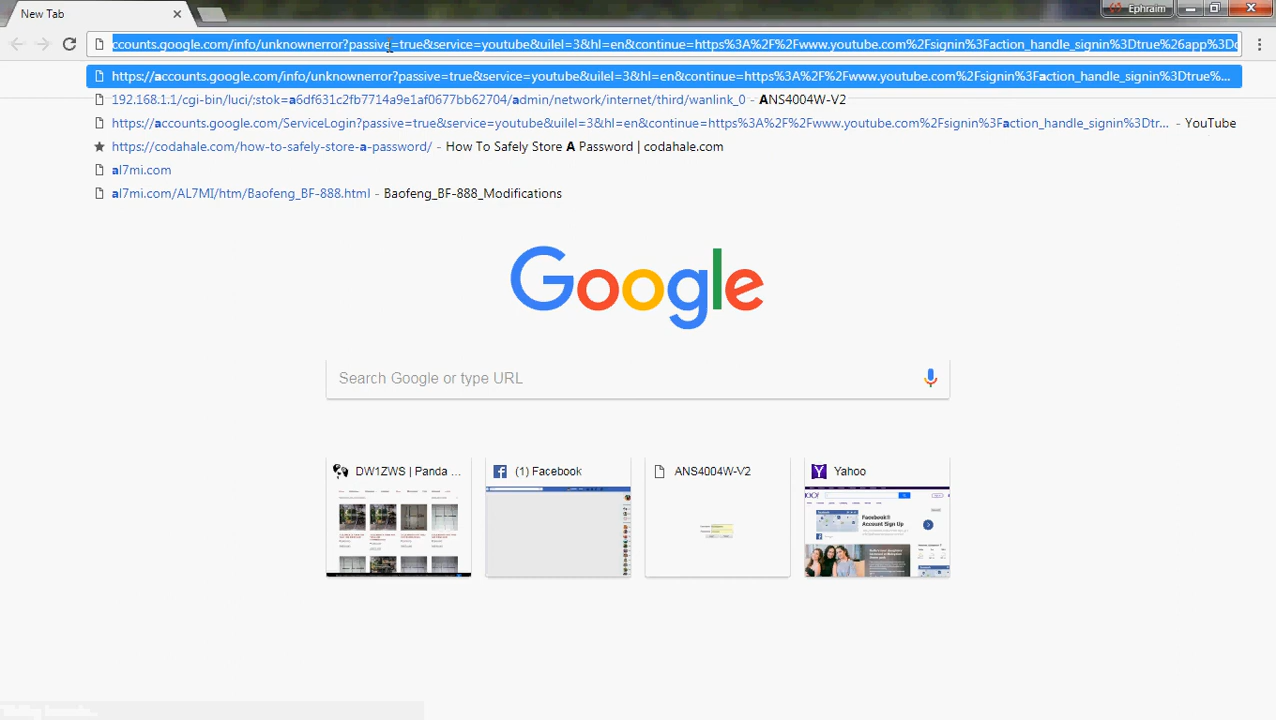 New Tab
Ephraim
ccounts.google.com/info/unknownerror?passive=true&service=youtube&uilel=3&hl=en&continue=https%3A%2F%2Fwww.youtube.com%2Fsignin%3Faction_handle_signin%3Dtrue%26app%3D
https://accounts.google.com/info/unknownerror?passive=true&service=youtube&uilel=3&hl=en&continue=https%3A%2F%2Fwww.youtube.com%2Fsignin%3Faction_handle_signin%3Dtrue%...
192.168.1.1/cgi-bin/luci/;stok=a6df631c2fb7714a9e1af0677bb62704/admin/network/internet/third/wanlink_0 - ANS4004W-V2
https://accounts.google.com/ServiceLogin?passive=true&service=youtube&uilel=3&hl=en&continue=https%3A%2F%2Fwww.youtube.com%2Fsignin%3Faction_handle_signin%3Dtr... - YouTube
https://codahale.com/how-to-safely-store-a-password/ - How To Safely Store A Password | codahale.com
al7mi.com
al7mi.com/AL7MI/htm/Baofeng_BF-888.html - Baofeng_BF-888_Modifications
Google
Search Google or type URL
DW1ZWS | Panda ...
(1) Facebook
ANS4004W-V2
Yahoo
Facebook®
Account Sign Up